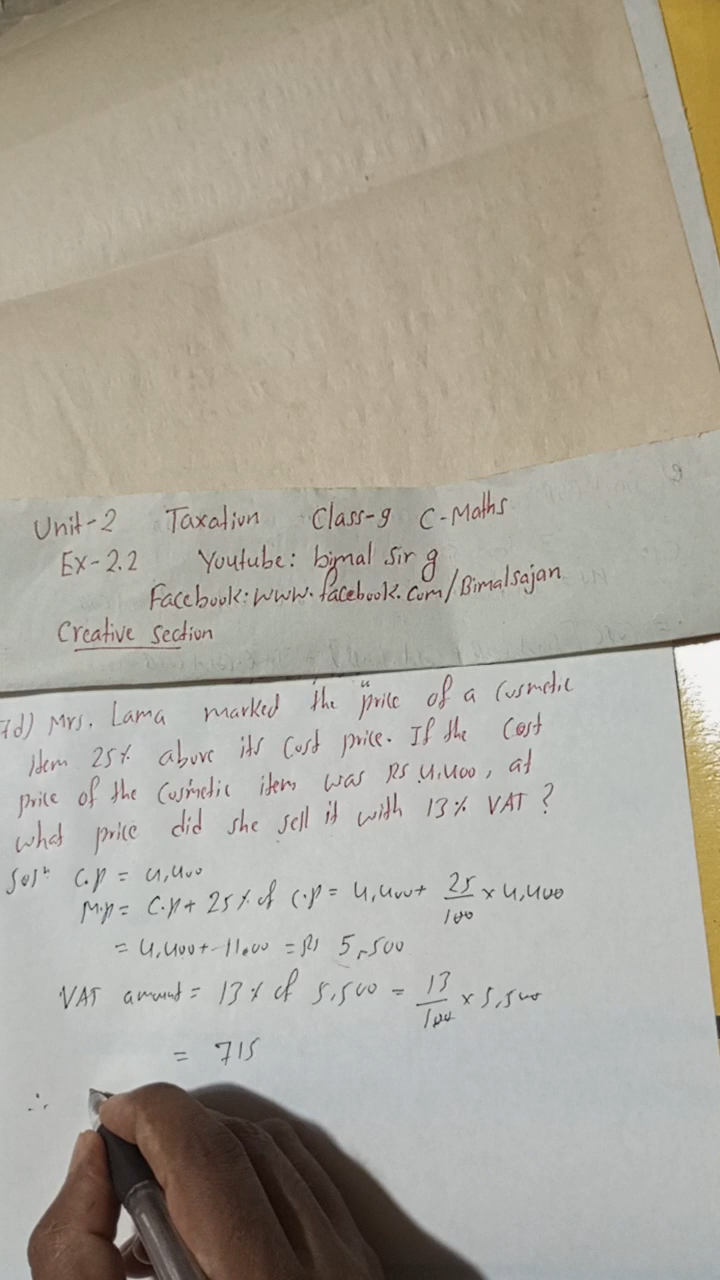 Unit-2 Taxation Class-9 C-Maths
Ex-2.2 Youtube: bimal sir g
Facebook: www.facebook.com/Bimalsajan
Creative section
7d) Mrs. Lama marked the price of a Cosmetic
item 25% above its Cost price. If the Cost
price of the Cosmetic item was Rs 4,400, at
what price did she sell it with 13% VAT ?
Solⁿ C.P = 4,400
M.P = C.P + 25% of C.P = 4,400 + 25/100 × 4,400
= 4,400 + 11.00 = Rs 5,500
VAT amount = 13% of 5,500 = 13/100 × 5,500
= 715
∴